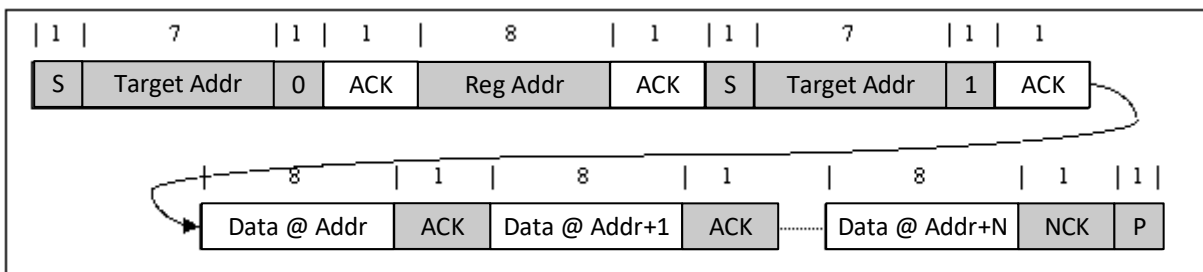 | 1 | 7 | 1 | 1 | 8 | 1 | 1 | 7 | 1 | 1
S Target Addr 0 ACK Reg Addr ACK S Target Addr 1 ACK
8 | 1 | 8 | 1 | 8 | 1 | 1 |
Data @ Addr ACK Data @ Addr+1 ACK Data @ Addr+N NCK P